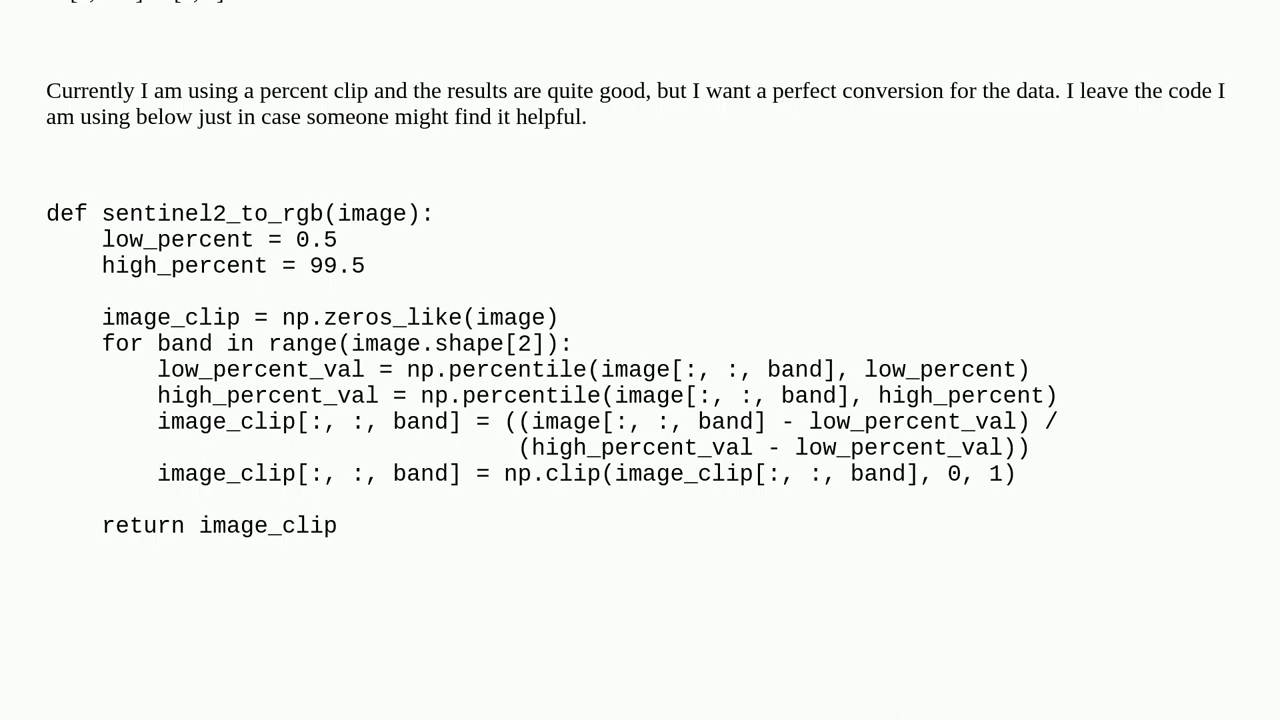 Currently I am using a percent clip and the results are quite good, but I want a perfect conversion for the data. I leave the code I
am using below just in case someone might find it helpful.
def sentinel2_to_rgb(image):
    low_percent = 0.5
    high_percent = 99.5
    image_clip = np.zeros_like(image)
    for band in range(image.shape[2]):
        low_percent_val = np.percentile(image[:, :, band], low_percent)
        high_percent_val = np.percentile(image[:, :, band], high_percent)
        image_clip[:, :, band] = ((image[:, :, band] - low_percent_val) /
                                  (high_percent_val - low_percent_val))
        image_clip[:, :, band] = np.clip(image_clip[:, :, band], 0, 1)
    return image_clip